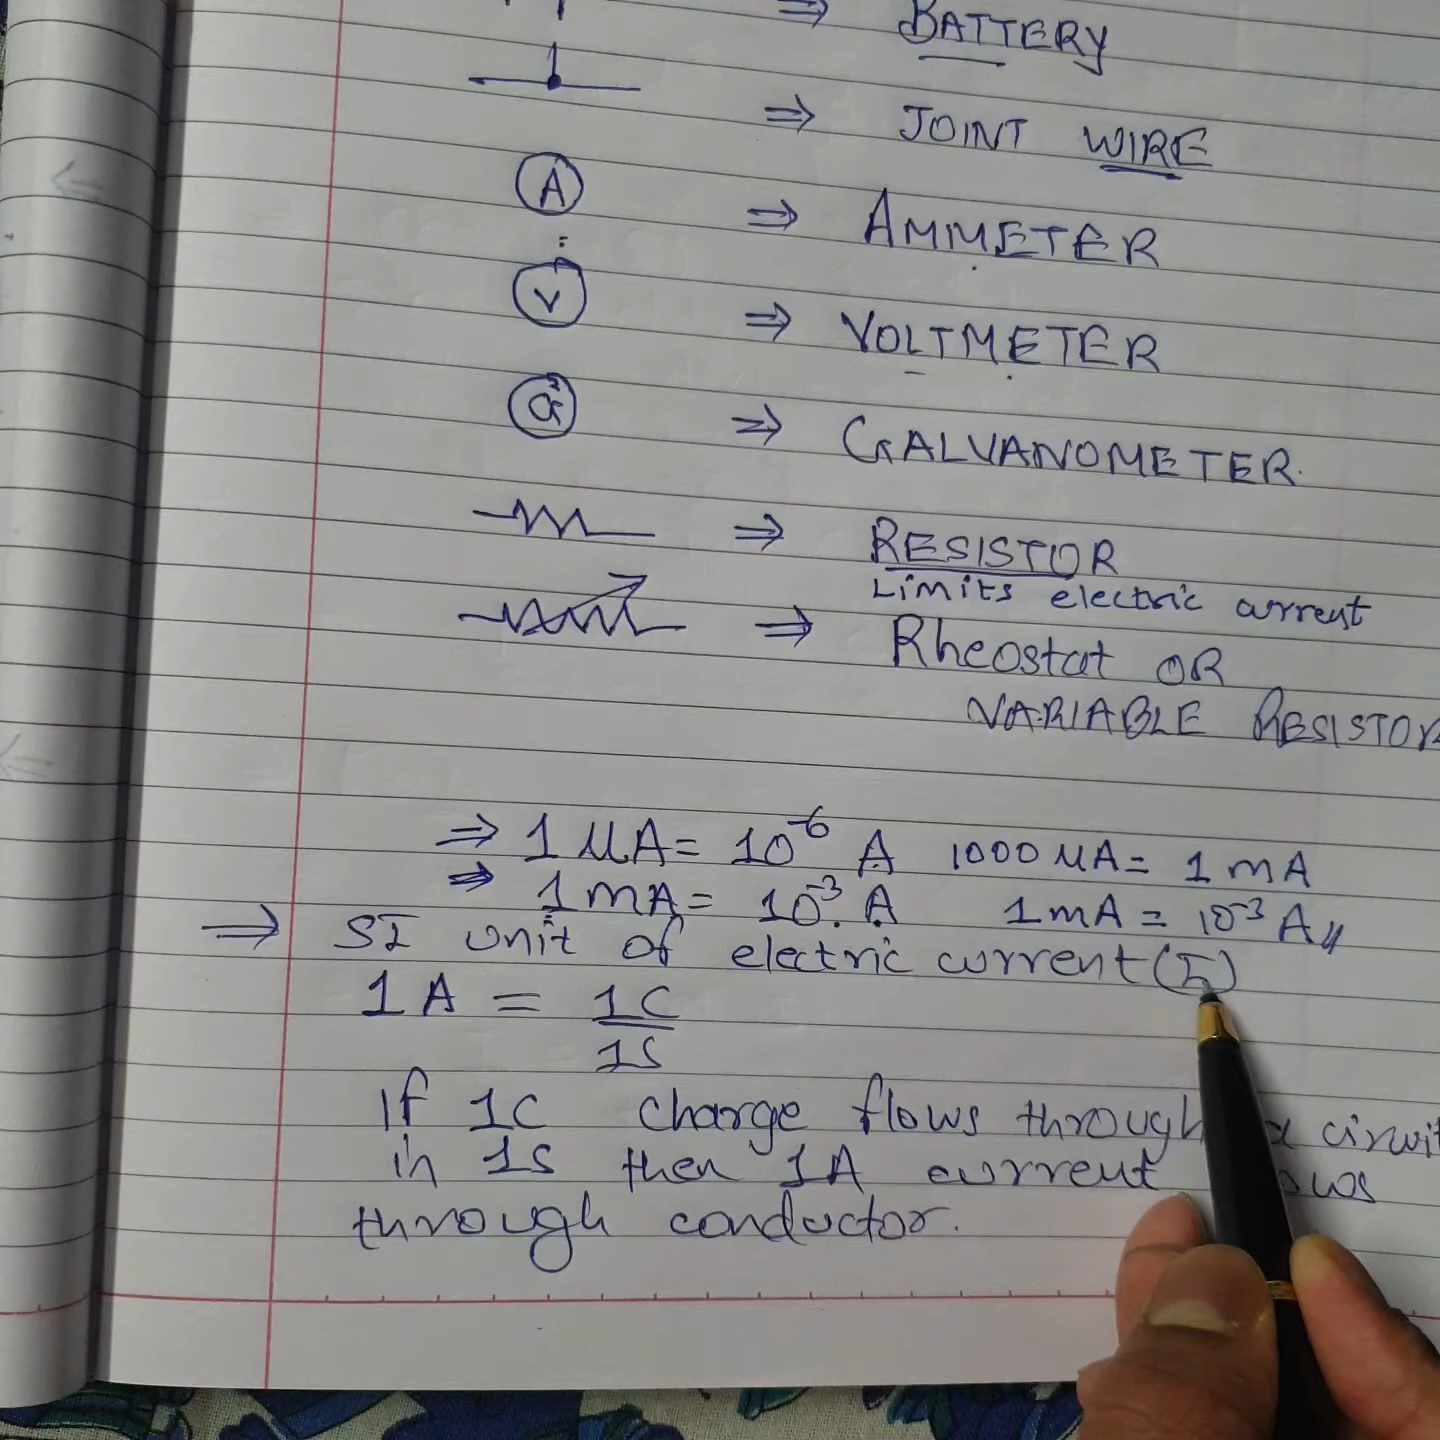 ⇒ BATTERY
⇒ JOINT WIRE
A ⇒ AMMETER
V ⇒ VOLTMETER
G ⇒ GALVANOMETER.
⇒ RESISTOR
Limits electric current
⇒ Rheostat OR
VARIABLE RESISTOR
⇒ 1 μA = 10⁻⁶ A 1000 μA = 1 mA
⇒ 1 mA = 10⁻³ A 1 mA = 10⁻³ A
⇒ SI unit of electric current (I)
1 A = 1C
1S
If 1C charge flows through circuit
in 1s then 1A current
through conductor.